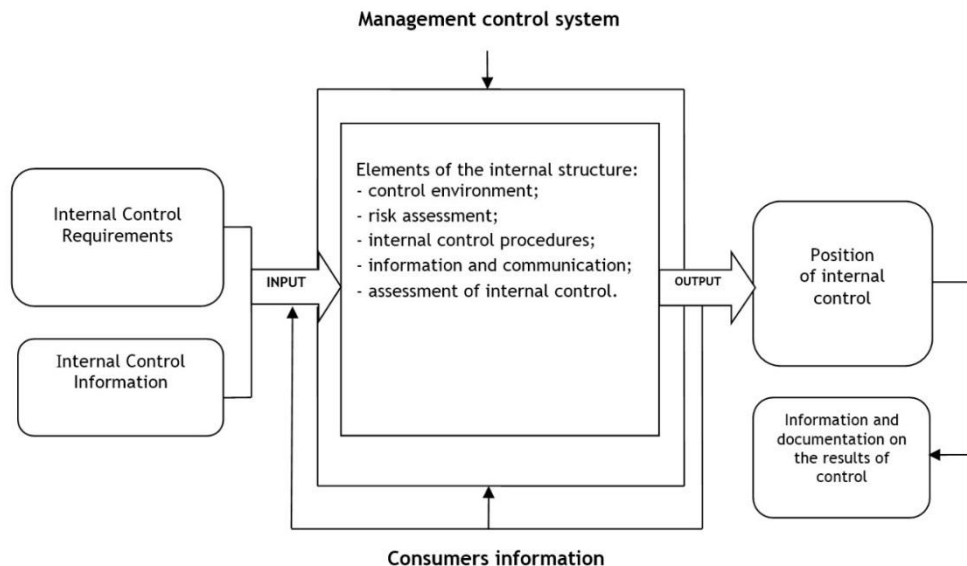 Management control system
Internal Control
Requirements
Internal Control
Information
INPUT
Elements of the internal structure:
- control environment;
- risk assessment;
- internal control procedures;
- information and communication;
- assessment of internal control.
OUTPUT
Position
of internal
control
Information and
documentation on
the results of
control
Consumers information